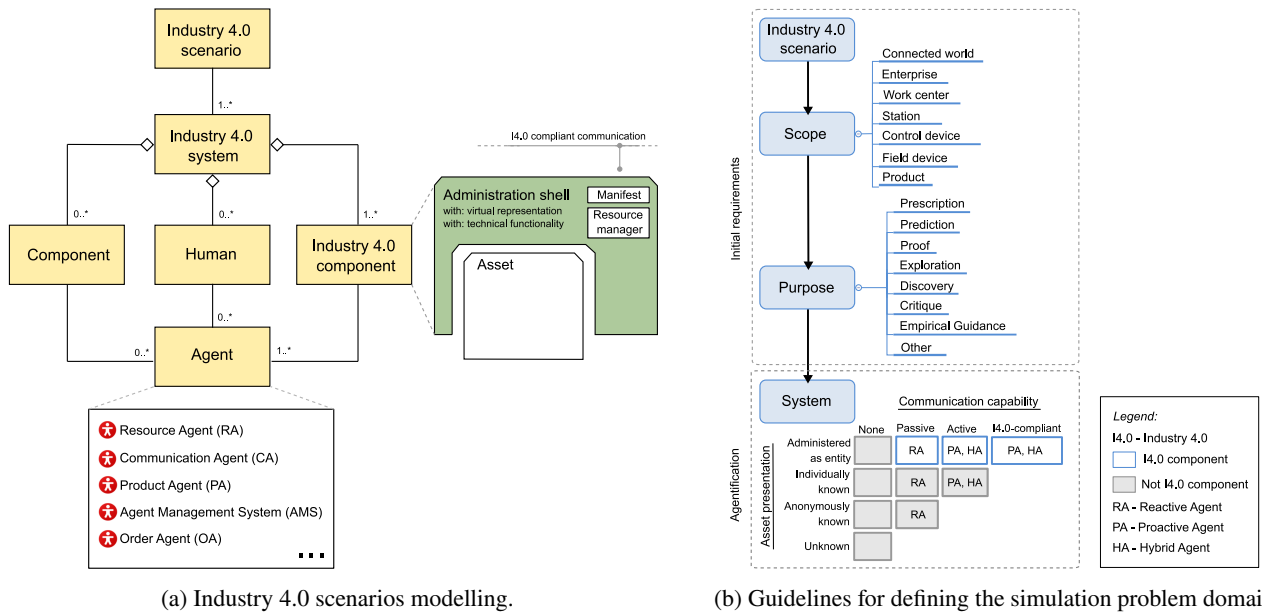 Industry 4.0
scenario
1..*
Industry 4.0
system
0..*
0..*
1..*
Component
Human
Industry 4.0
component
0..*
0..*
1..*
Agent
Resource Agent (RA)
Communication Agent (CA)
Product Agent (PA)
Agent Management System (AMS)
Order Agent (OA)
...
I4.0 compliant communication
Administration shell
with: virtual representation
with: technical functionality
Manifest
Resource
manager
Asset
(a) Industry 4.0 scenarios modelling.
Initial requirements
Industry 4.0
scenario
Scope
Connected world
Enterprise
Work center
Station
Control device
Field device
Product
Purpose
Prescription
Prediction
Proof
Exploration
Discovery
Critique
Empirical Guidance
Other
Agentification
System
Communication capability
None Passive Active I4.0-compliant
Asset presentation
Administered
as entity
RA PA, HA PA, HA
Individually
known
RA PA, HA
Anonymously
known
RA
Unknown
Legend:
I4.0 - Industry 4.0
I4.0 component
Not I4.0 component
RA - Reactive Agent
PA - Proactive Agent
HA - Hybrid Agent
(b) Guidelines for defining the simulation problem domai